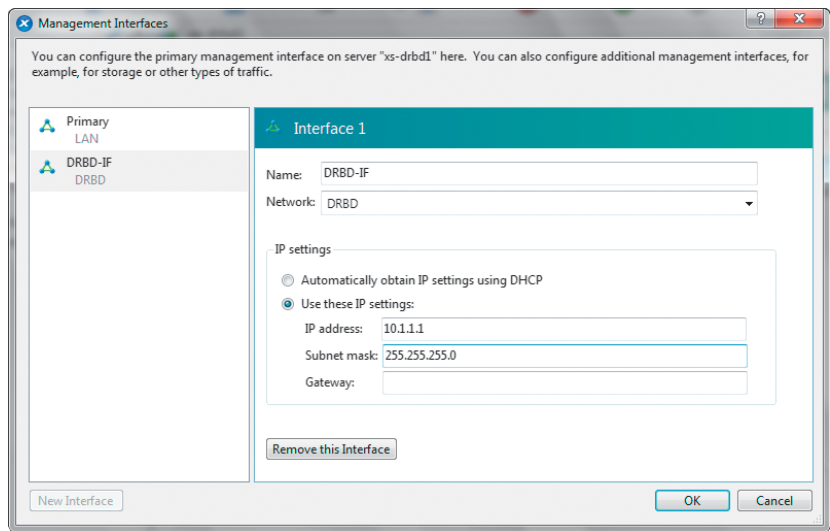 Management Interfaces
?
X
You can configure the primary management interface on server "xs-drbd1" here. You can also configure additional management interfaces, for
example, for storage or other types of traffic.
Primary
LAN
DRBD-IF
DRBD
Interface 1
Name: DRBD-IF
Network: DRBD
IP settings
Automatically obtain IP settings using DHCP
Use these IP settings:
IP address: 10.1.1.1
Subnet mask: 255.255.255.0
Gateway:
Remove this Interface
New Interface
OK
Cancel